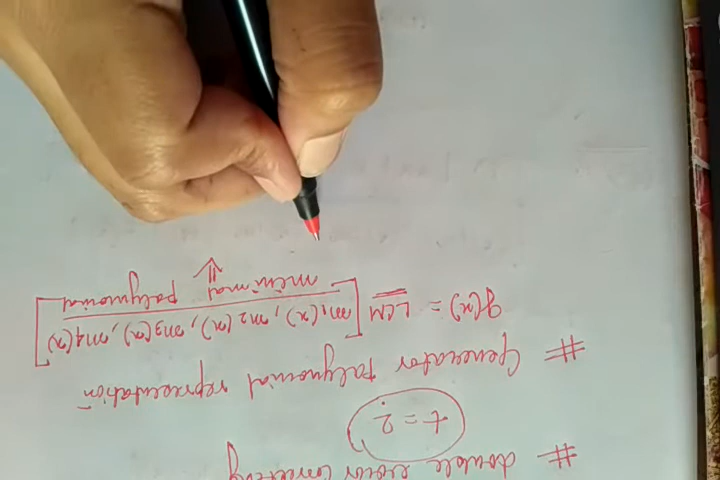 # double error correcting
t = 2
# Generator polynomial representation
g(x) = LCM [m1(x), m2(x), m3(x), m4(x)]
⇑
minimal polynomial